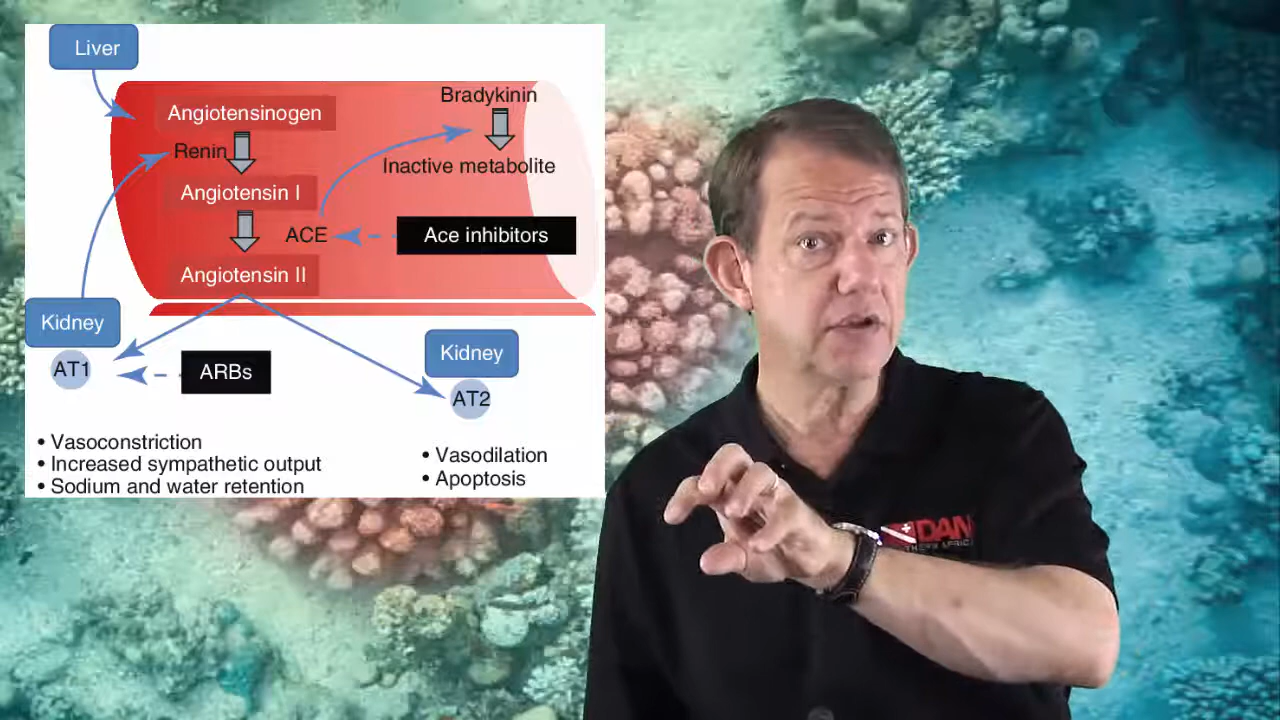 Liver
Angiotensinogen
Bradykinin
Renin
Inactive metabolite
Angiotensin I
ACE
Ace inhibitors
Angiotensin II
Kidney
AT1
ARBs
Kidney
AT2
• Vasoconstriction
• Increased sympathetic output
• Sodium and water retention
• Vasodilation
• Apoptosis
DAN